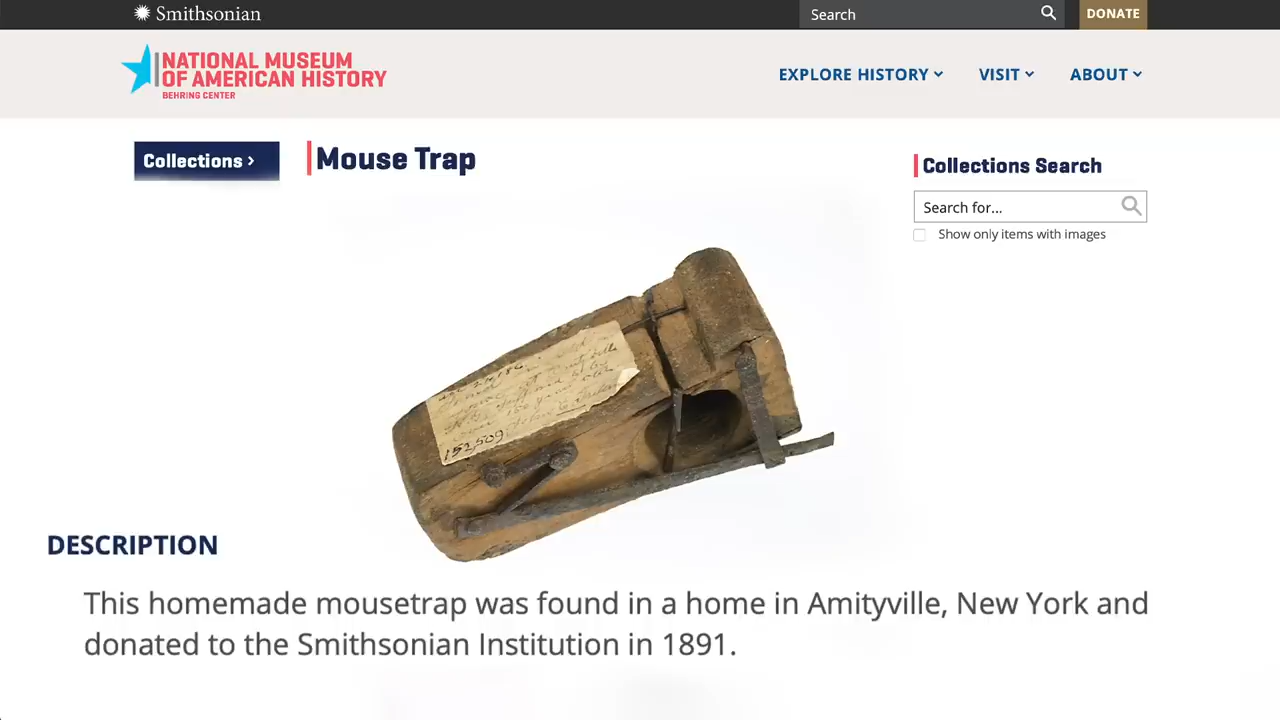 Smithsonian
Search
DONATE
NATIONAL MUSEUM
OF AMERICAN HISTORY
BEHRING CENTER
EXPLORE HISTORY
VISIT
ABOUT
Collections ›
Mouse Trap
Collections Search
Search for...
Show only items with images
152,509
DESCRIPTION
This homemade mousetrap was found in a home in Amityville, New York and
donated to the Smithsonian Institution in 1891.